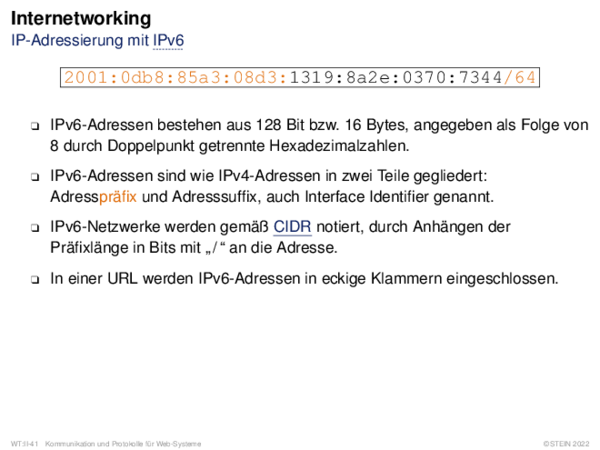 Internetworking
IP-Adressierung mit IPv6
2001:0db8:85a3:08d3:1319:8a2e:0370:7344/64
❑ IPv6-Adressen bestehen aus 128 Bit bzw. 16 Bytes, angegeben als Folge von
8 durch Doppelpunkt getrennte Hexadezimalzahlen.
❑ IPv6-Adressen sind wie IPv4-Adressen in zwei Teile gegliedert:
Adresspräfix und Adresssuffix, auch Interface Identifier genannt.
❑ IPv6-Netzwerke werden gemäß CIDR notiert, durch Anhängen der
Präfixlänge in Bits mit „/“ an die Adresse.
❑ In einer URL werden IPv6-Adressen in eckige Klammern eingeschlossen.
WT:II-41 Kommunikation und Protokolle für Web-Systeme ©STEIN 2022